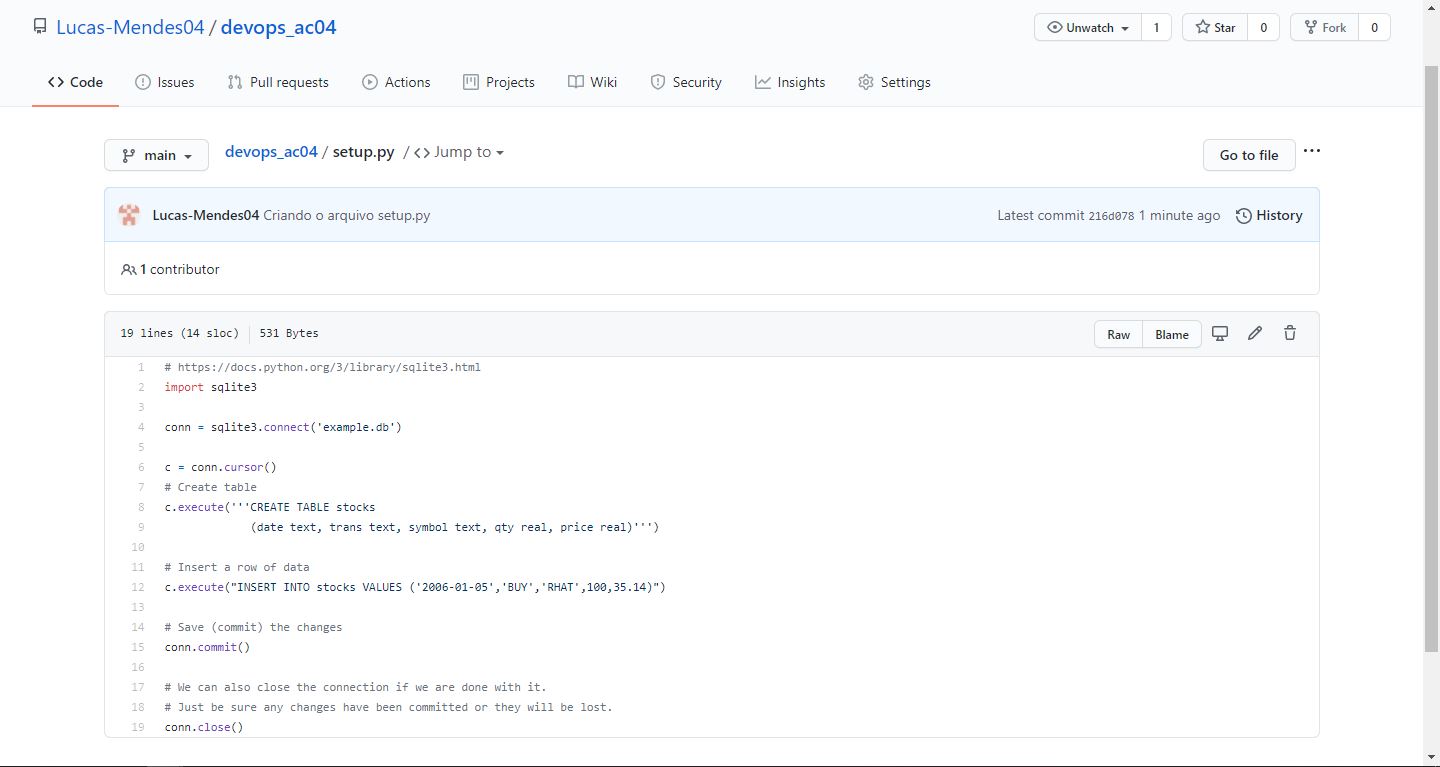 Lucas-Mendes04 / devops_ac04
Unwatch 1 Star 0 Fork 0
Code Issues Pull requests Actions Projects Wiki Security Insights Settings
main devops_ac04 / setup.py / <> Jump to Go to file ...
Lucas-Mendes04 Criando o arquivo setup.py Latest commit 216d078 1 minute ago History
1 contributor
19 lines (14 sloc) 531 Bytes Raw Blame
1 # https://docs.python.org/3/library/sqlite3.html
2 import sqlite3
3
4 conn = sqlite3.connect('example.db')
5
6 c = conn.cursor()
7 # Create table
8 c.execute('''CREATE TABLE stocks
9              (date text, trans text, symbol text, qty real, price real)''')
10
11 # Insert a row of data
12 c.execute("INSERT INTO stocks VALUES ('2006-01-05','BUY','RHAT',100,35.14)")
13
14 # Save (commit) the changes
15 conn.commit()
16
17 # We can also close the connection if we are done with it.
18 # Just be sure any changes have been committed or they will be lost.
19 conn.close()